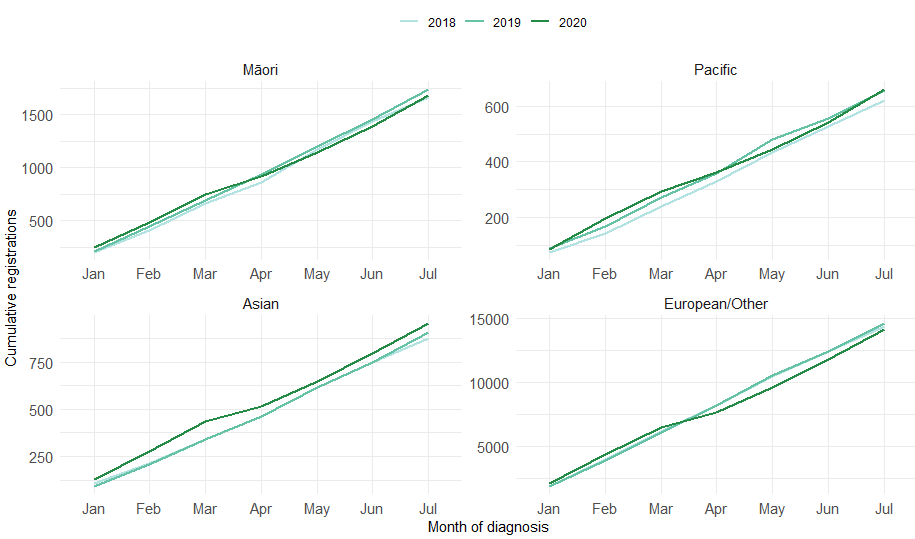 2018 2019 2020
Māori
1500
1000
500
Jan Feb Mar Apr May Jun Jul
Pacific
600
400
200
Jan Feb Mar Apr May Jun Jul
Asian
750
500
250
Jan Feb Mar Apr May Jun Jul
European/Other
15000
10000
5000
Jan Feb Mar Apr May Jun Jul
Cumulative registrations
Month of diagnosis